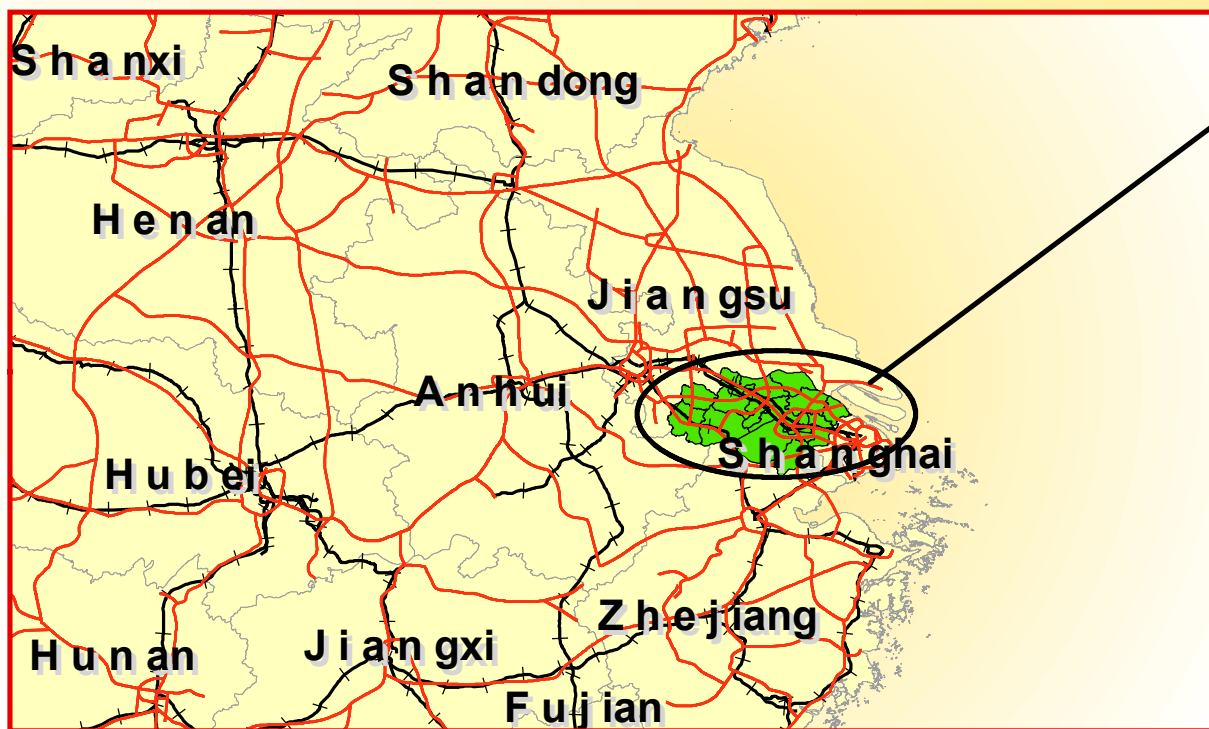 Shanxi
Shandong
Henan
Jiangsu
Anhui
Shanghai
Hubei
Zhejiang
Jiangxi
Hunan
Fujian